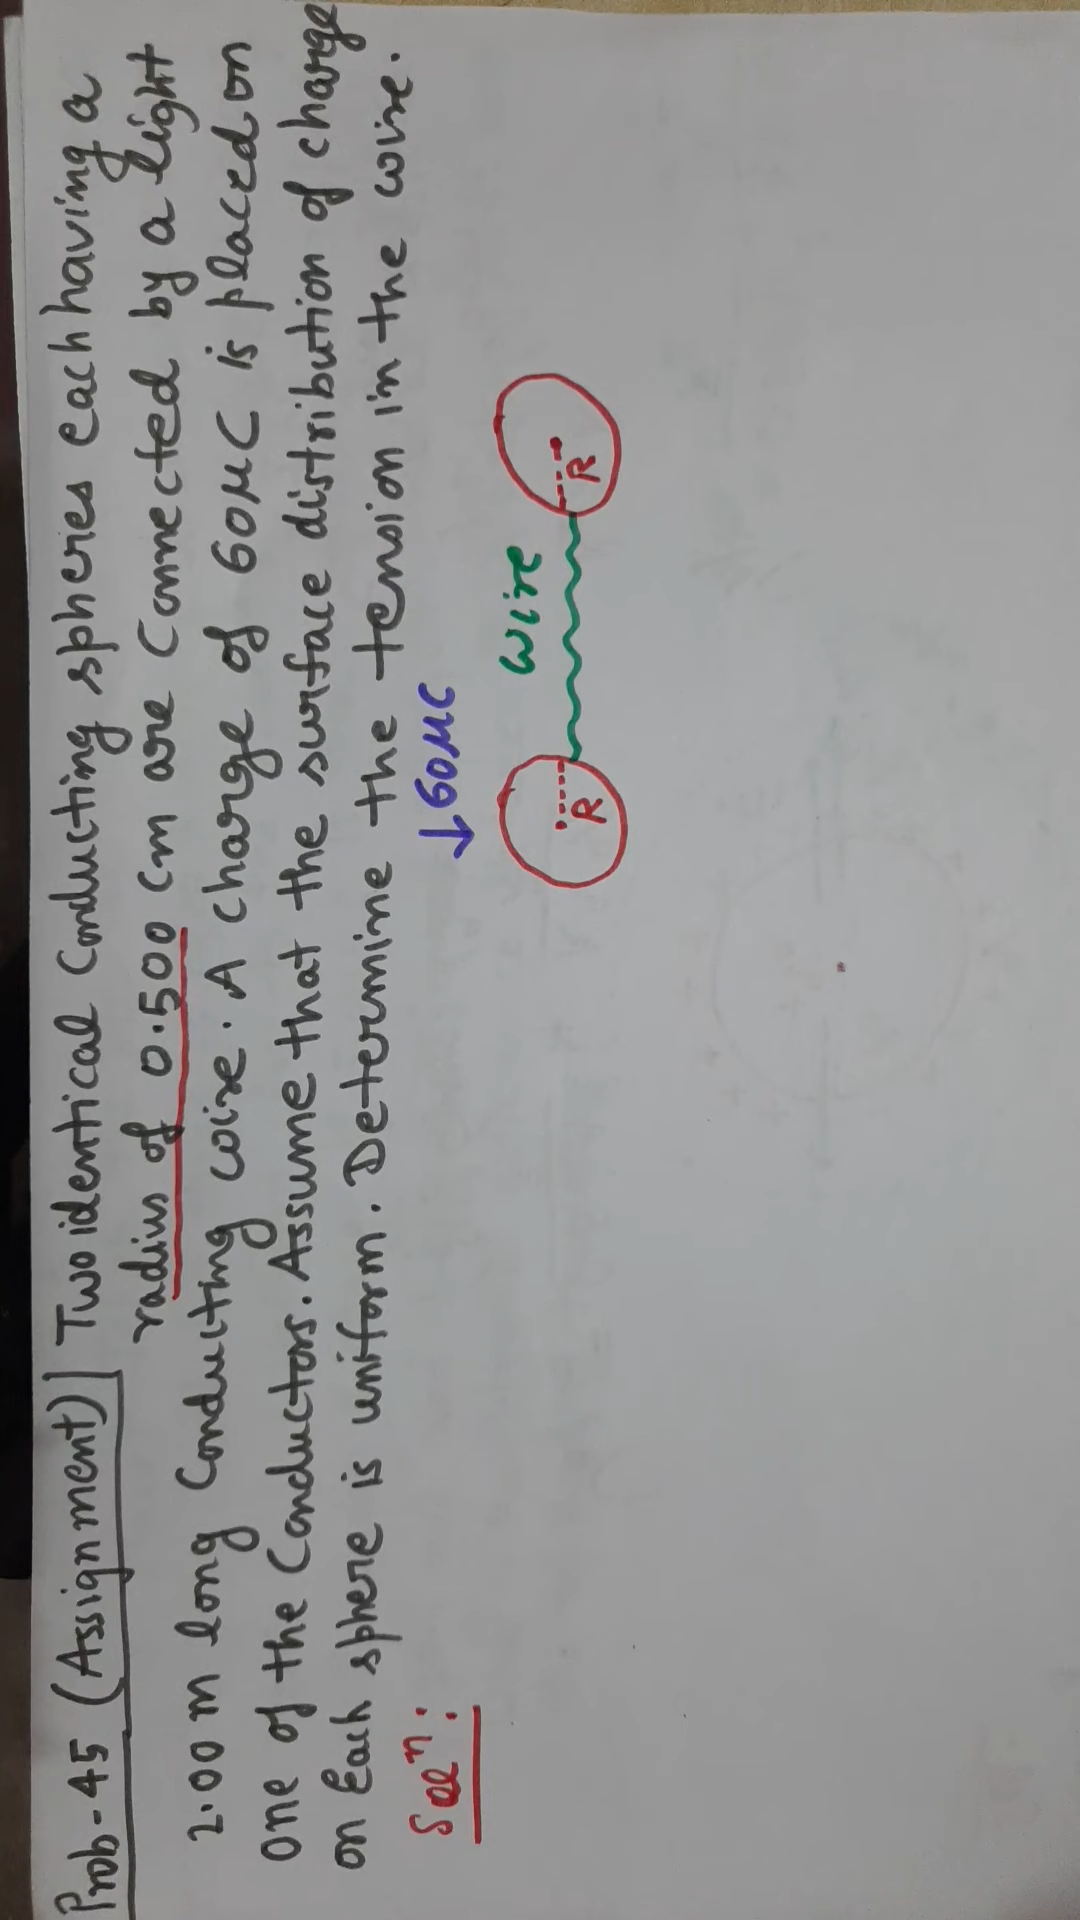 Prob-45 (Assignment) Two identical Conducting spheries each having a
radius of 0.500 cm are Connected by a light
2.00 m long Conducting wire. A charge of 60μC is placed on
one of the Conductors. Assume that the surface distribution of charge
on Each sphere is uniform. Determine the tension in the wire.
Solⁿ:
↓60μC
Wire
R
R